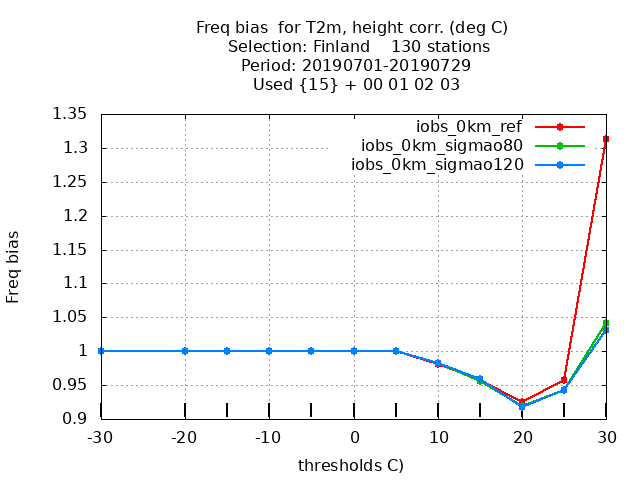 Freq bias  for T2m, height corr. (deg C)
Selection: Finland    130 stations
Period: 20190701-20190729
Used {15} + 00 01 02 03
iobs_0km_ref
iobs_0km_sigmao80
iobs_0km_sigmao120
Freq bias
1.35
1.3
1.25
1.2
1.15
1.1
1.05
1
0.95
0.9
-30 -20 -10 0 10 20 30
thresholds C)